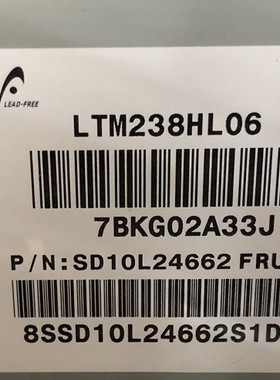 LEAD-FREE
LTM238HL06
7BKG02A33J
P/N:SD10L24662 FRU
8SSD10L24662S1D